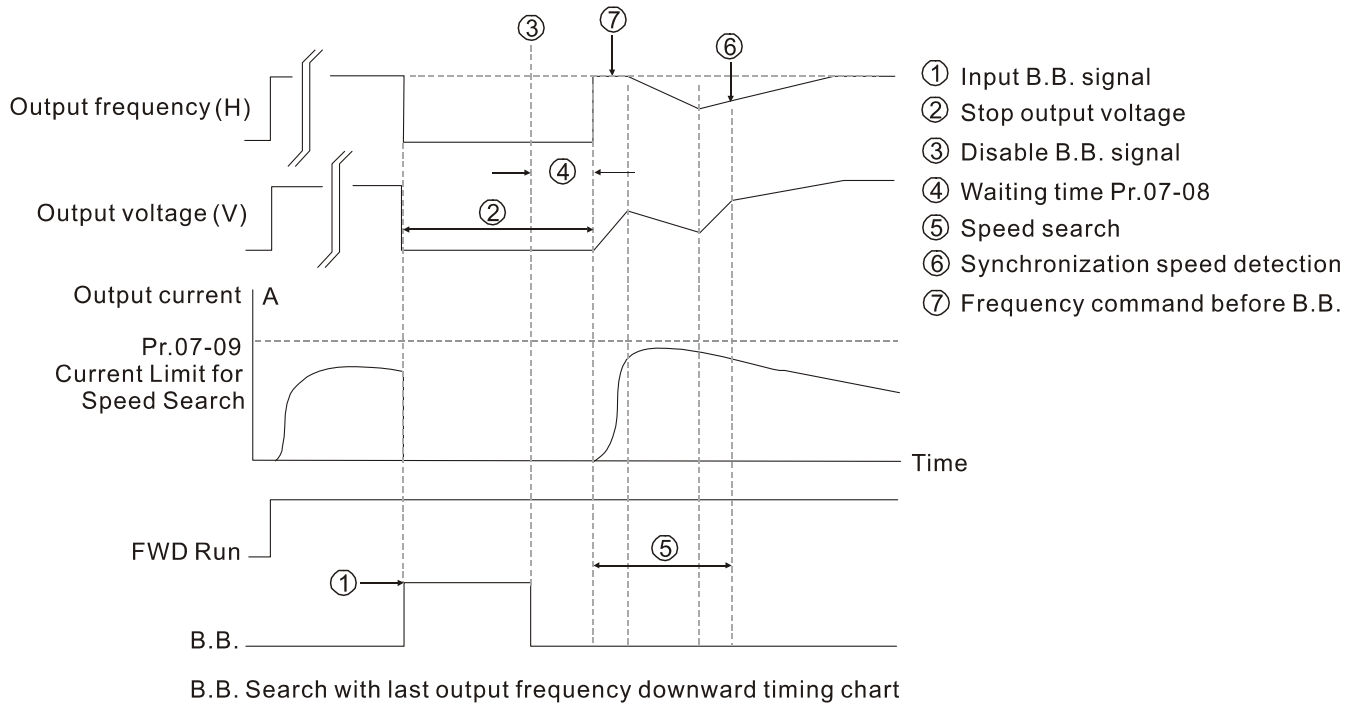 ③
⑦
⑥
Output frequency (H)
④
② 
Output voltage (V)
① Input B.B. signal
② Stop output voltage
③ Disable B.B. signal
④ Waiting time Pr.07-08
⑤ Speed search
⑥ Synchronization speed detection
⑦ Frequency command before B.B.
Output current
A
Pr.07-09
Current Limit for
Speed Search
Time
FWD Run
⑤
①
B.B.
B.B. Search with last output frequency downward timing chart